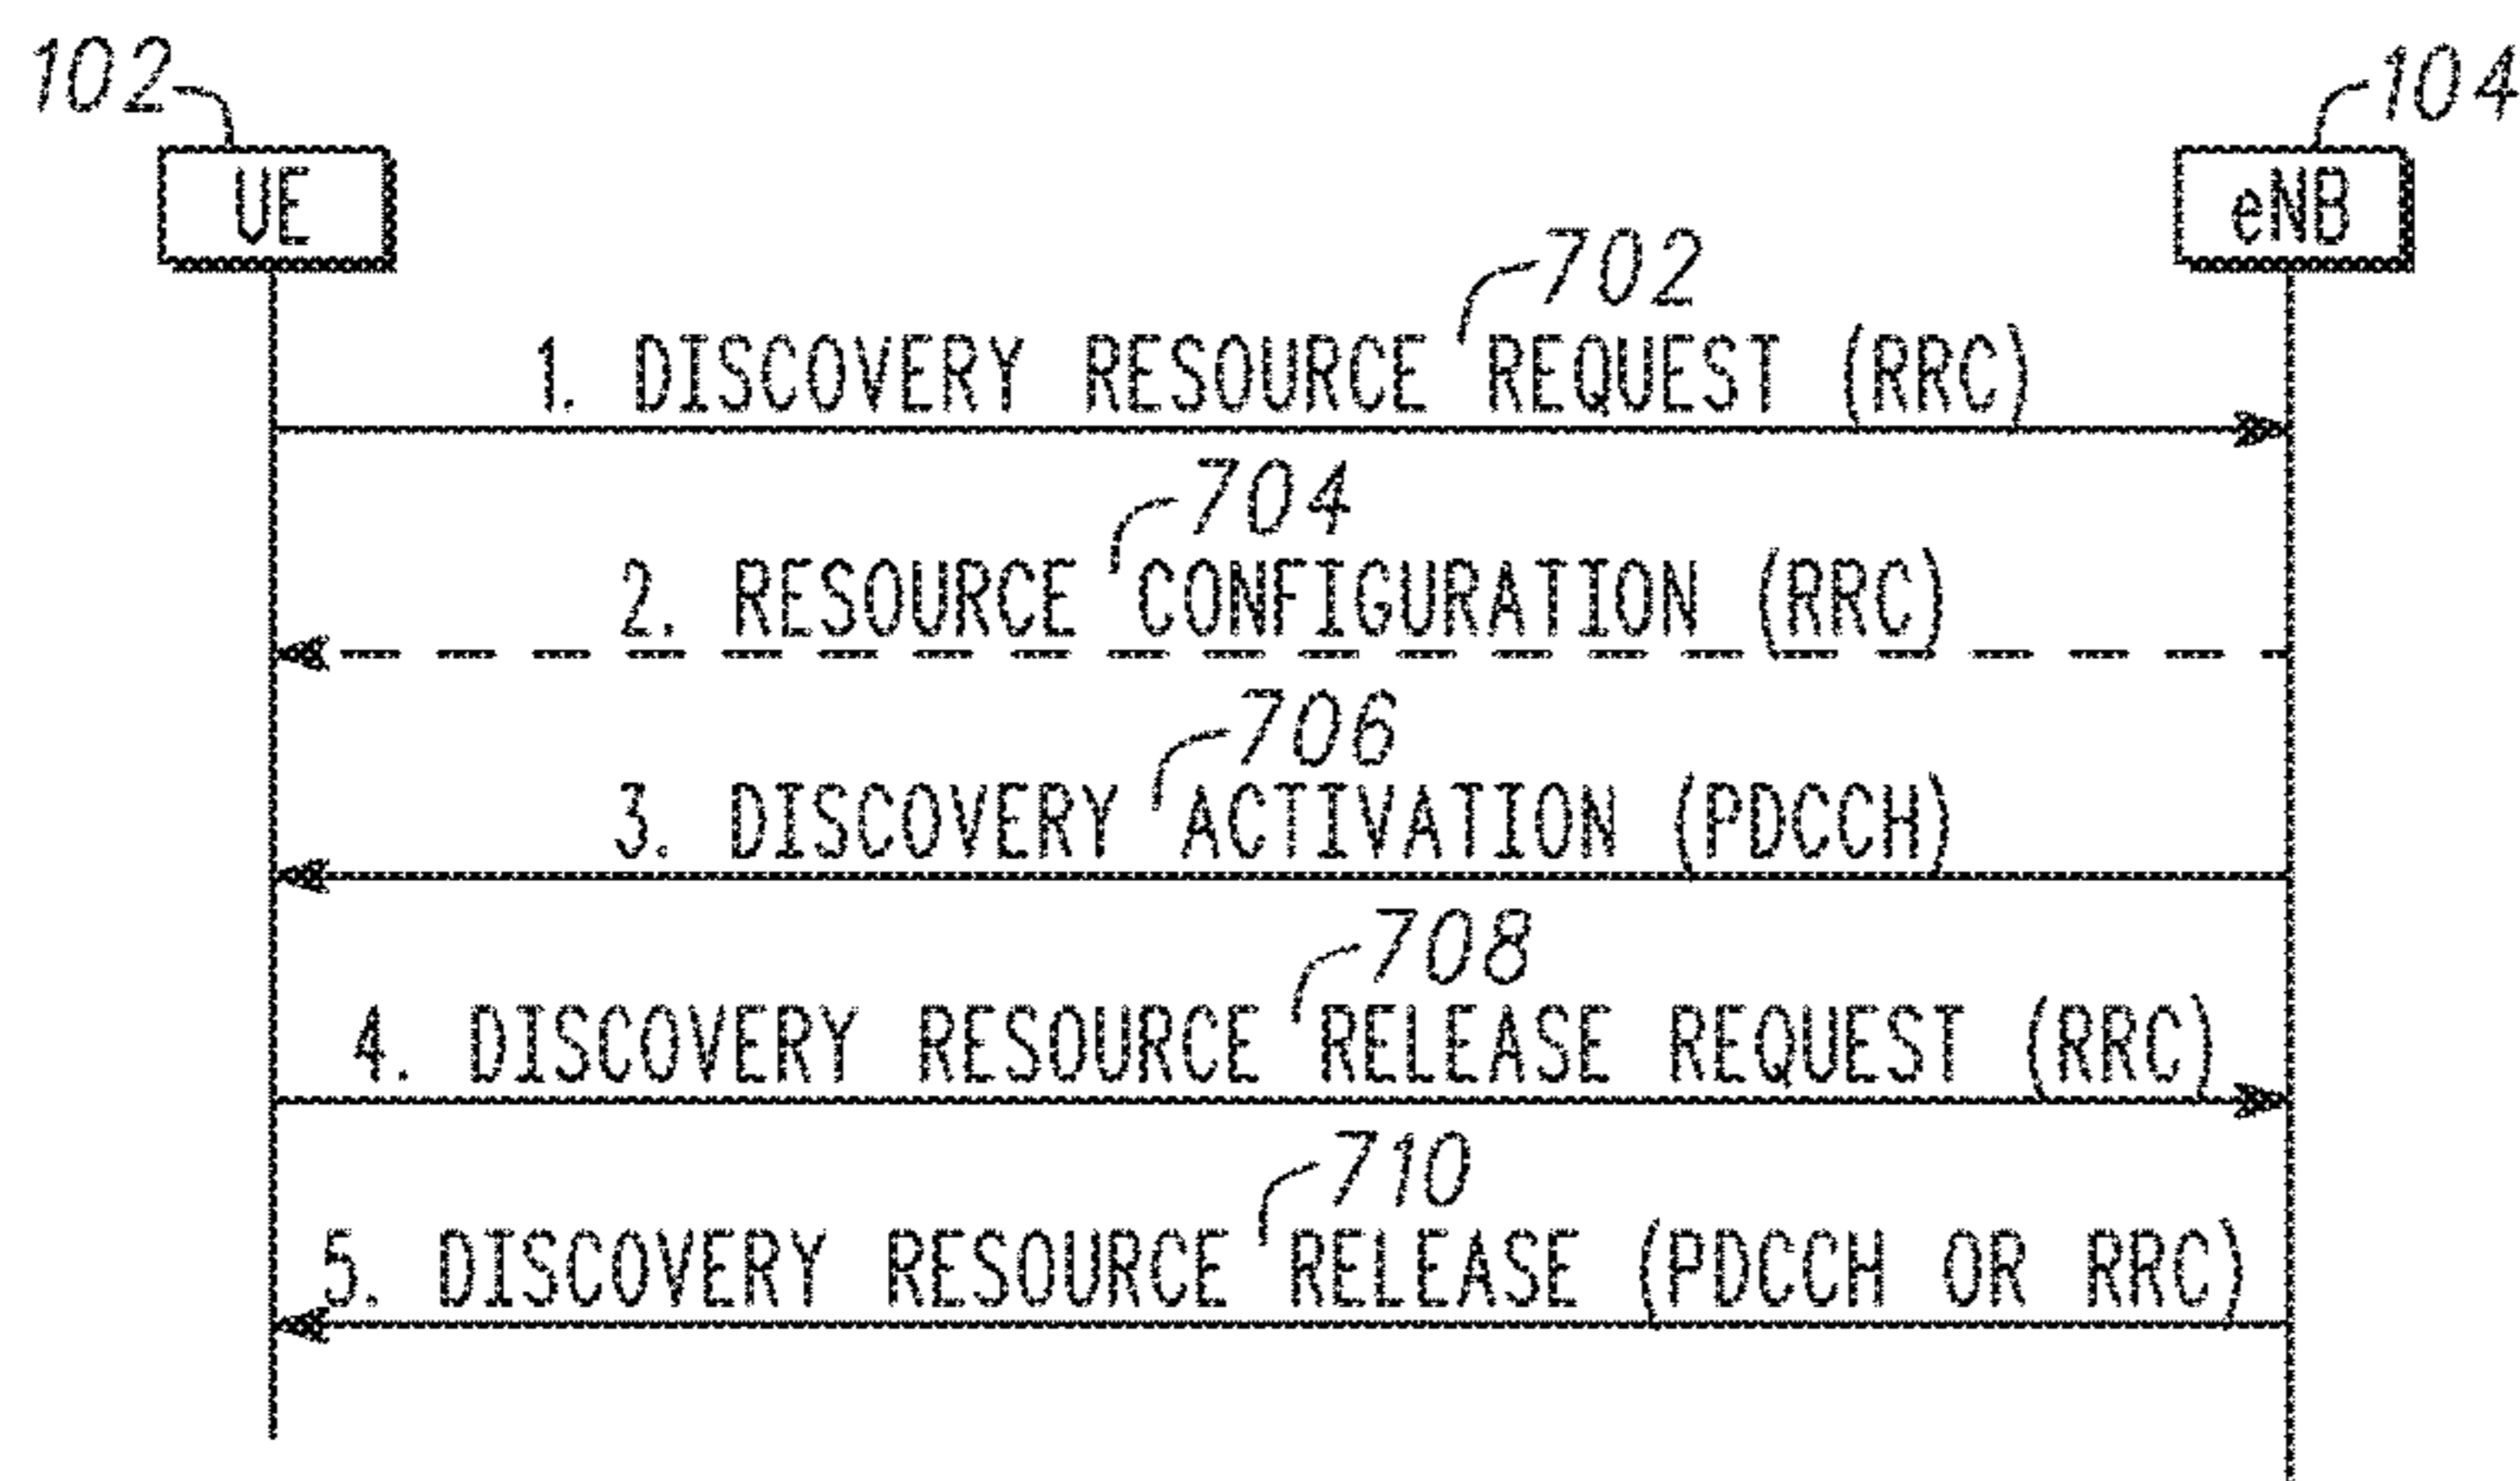 102
104
UE
eNB
702
1. DISCOVERY RESOURCE REQUEST (RRC)
704
2. RESOURCE CONFIGURATION (RRC)
706
3. DISCOVERY ACTIVATION (PDCCH)
708
4. DISCOVERY RESOURCE RELEASE REQUEST (RRC)
710
5. DISCOVERY RESOURCE RELEASE (PDCCH OR RRC)